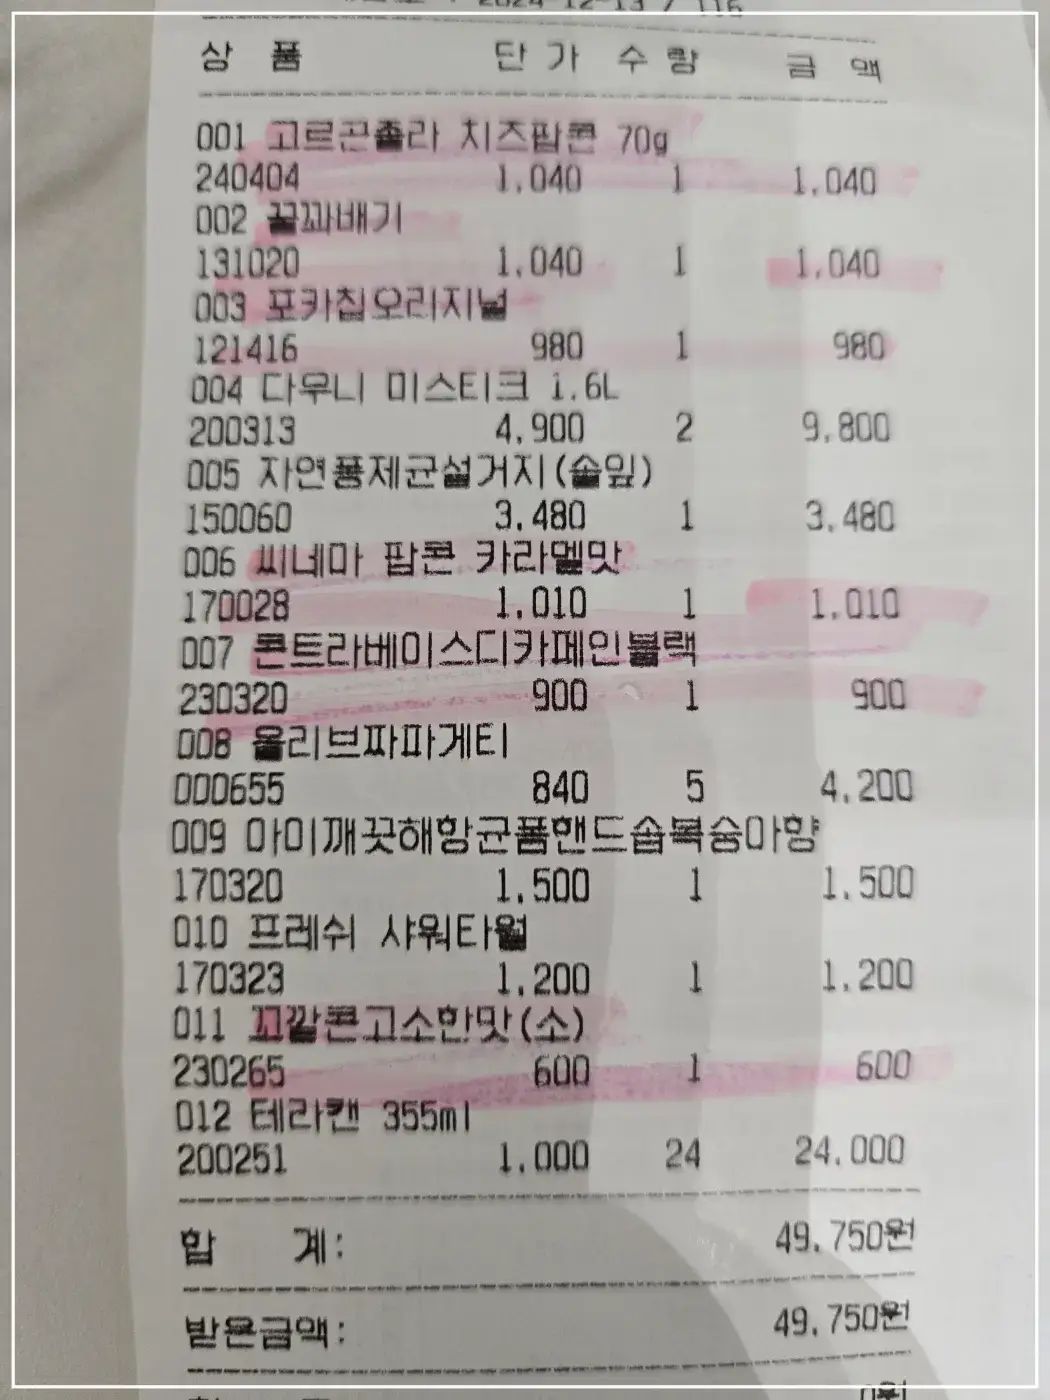 2024-12-13 / 116
상 품 단 가 수 량 금 액
001 고르곤졸라 치즈팝콘 70g
240404 1,040 1 1,040
002 꿀꽈배기
131020 1,040 1 1,040
003 포카칩오리지널
121416 980 1 980
004 다우니 미스티크 1.6L
200313 4,900 2 9,800
005 자연퐁제균설거지(솔잎)
150060 3,480 1 3,480
006 씨네마 팝콘 카라멜맛
170028 1,010 1 1,010
007 콘트라베이스디카페인블랙
230320 900 1 900
008 올리브짜파게티
000655 840 5 4,200
009 아이깨끗해항균폼핸드솝복숭아향
170320 1,500 1 1,500
010 프레쉬 샤워타월
170323 1,200 1 1,200
011 꼬깔콘고소한맛(소)
230265 600 1 600
012 테라캔 355ml
200251 1,000 24 24,000
합 계: 49,750원
받은금액: 49,750원
0원